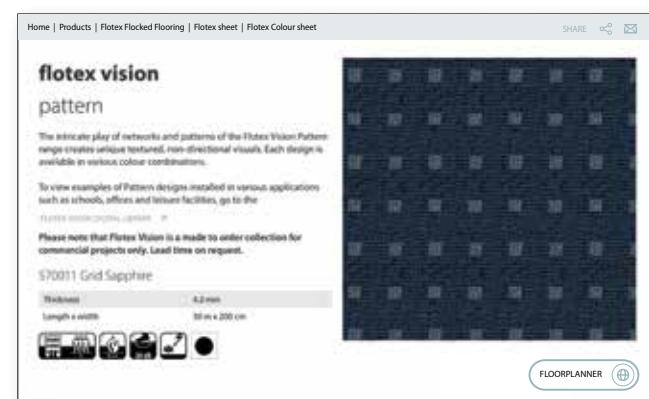 Home | Products | Flotex Flocked Flooring | Flotex sheet | Flotex Colour sheet
SHARE
flotex vision
pattern
The intricate play of networks and patterns of the Flotex Vision Pattern
range creates unique textured, non-directional visuals. Each design is
available in various colour combinations.
To view examples of Pattern designs installed in various applications
such as schools, offices and leisure facilities, go to the
FLOTEX VISION DIGITAL LIBRARY
Please note that Flotex Vision is a made to order collection for
commercial projects only. Lead time on request.
570011 Grid Sapphire
Thickness 4.3 mm
Length x width 30 m x 200 cm
FLOORPLANNER